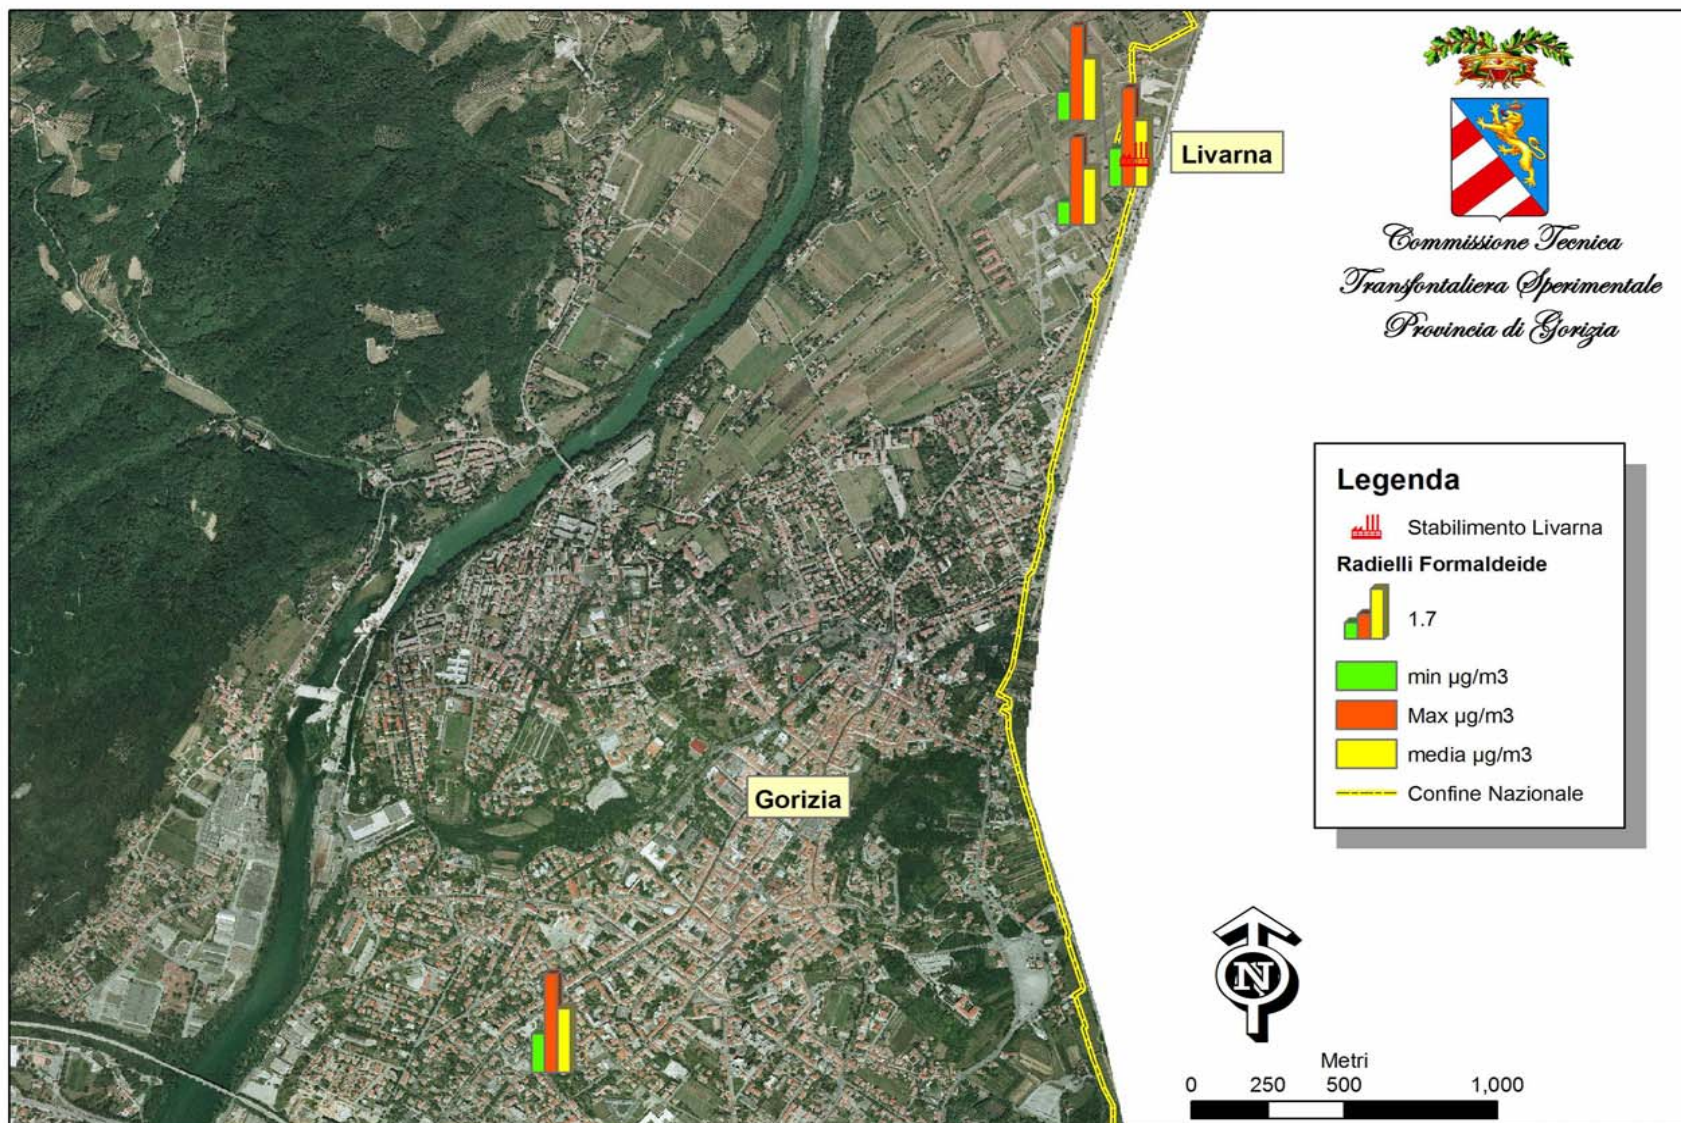 Livarna
Commissione Tecnica
Transfontaliera Sperimentale
Provincia di Gorizia
Legenda
Stabilimento Livarna
Radielli Formaldeide
1.7
min µg/m3
Max µg/m3
media µg/m3
Confine Nazionale
Gorizia
N
Metri
0 250 500 1,000